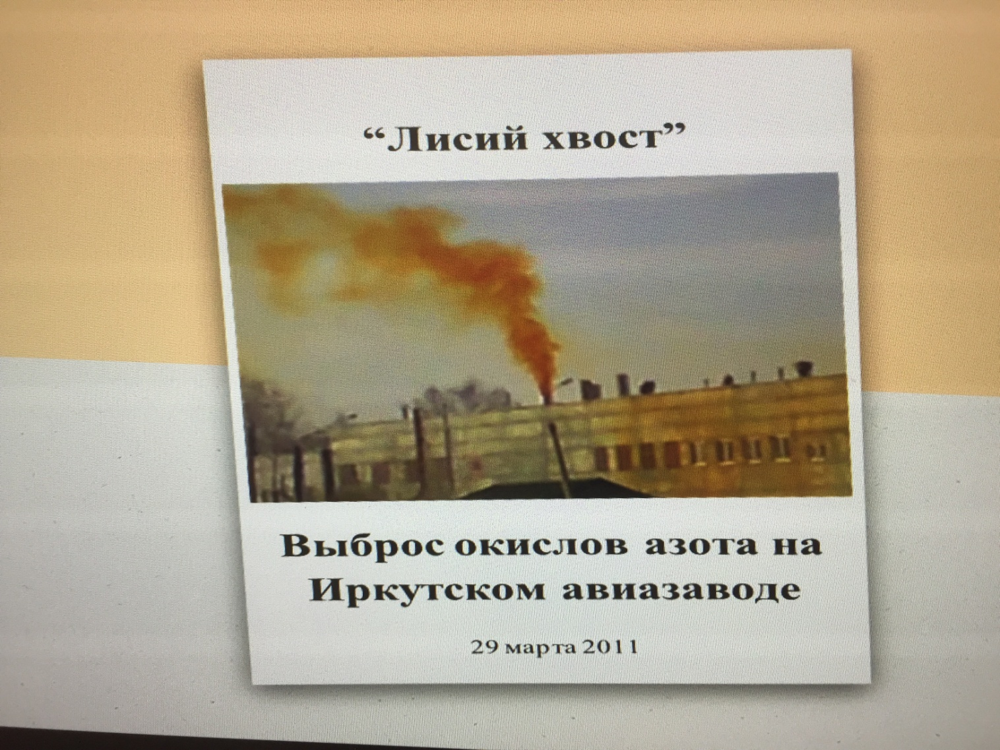 “Лисий хвост”
Выброс окислов азота на
Иркутском авиазаводе
29 марта 2011